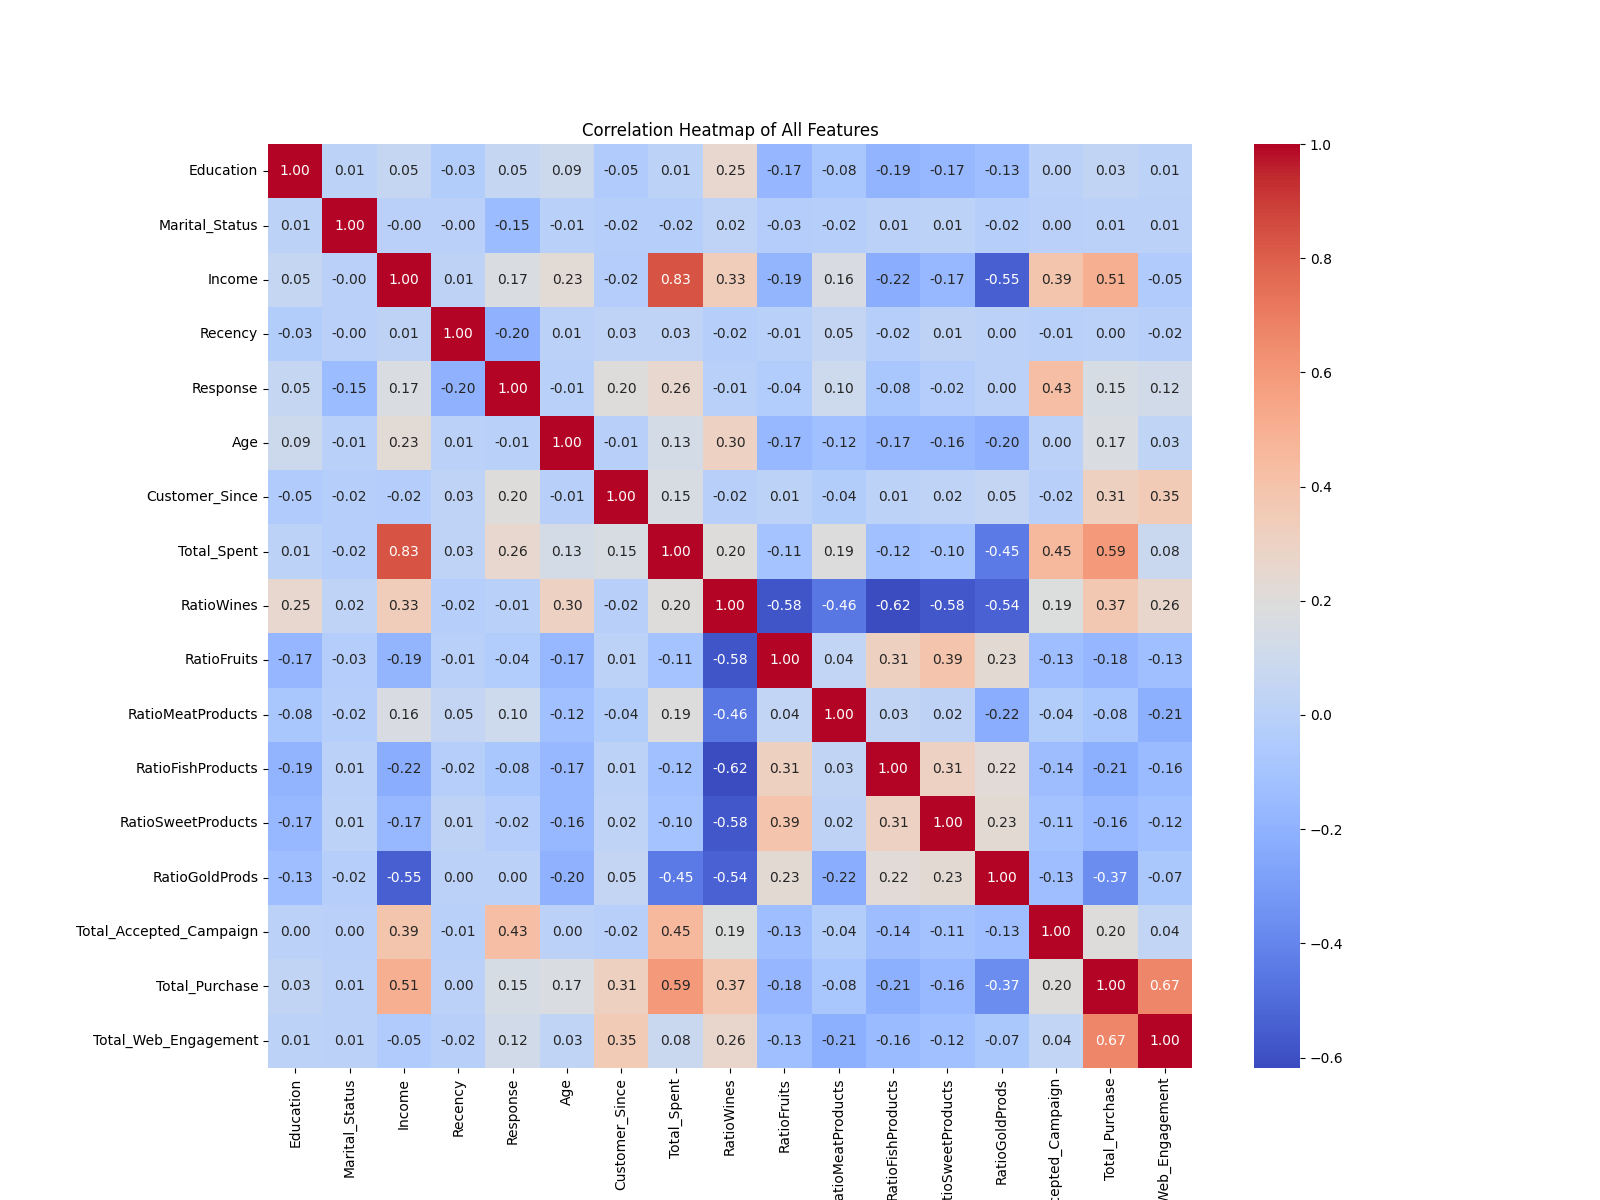 Correlation Heatmap of All Features
Education 1.00 0.01 0.05 -0.03 0.05 0.09 -0.05 0.01 0.25 -0.17 -0.08 -0.19 -0.17 -0.13 0.00 0.03 0.01
Marital_Status 0.01 1.00 -0.00 -0.00 -0.15 -0.01 -0.02 -0.02 0.02 -0.03 -0.02 0.01 0.01 -0.02 0.00 0.01 0.01
Income 0.05 -0.00 1.00 0.01 0.17 0.23 -0.02 0.83 0.33 -0.19 0.16 -0.22 -0.17 -0.55 0.39 0.51 -0.05
Recency -0.03 -0.00 0.01 1.00 -0.20 0.01 0.03 0.03 -0.02 -0.01 0.05 -0.02 0.01 0.00 -0.01 0.00 -0.02
Response 0.05 -0.15 0.17 -0.20 1.00 -0.01 0.20 0.26 -0.01 -0.04 0.10 -0.08 -0.02 0.00 0.43 0.15 0.12
Age 0.09 -0.01 0.23 0.01 -0.01 1.00 -0.01 0.13 0.30 -0.17 -0.12 -0.17 -0.16 -0.20 0.00 0.17 0.03
Customer_Since -0.05 -0.02 -0.02 0.03 0.20 -0.01 1.00 0.15 -0.02 0.01 -0.04 0.01 0.02 0.05 -0.02 0.31 0.35
Total_Spent 0.01 -0.02 0.83 0.03 0.26 0.13 0.15 1.00 0.20 -0.11 0.19 -0.12 -0.10 -0.45 0.45 0.59 0.08
RatioWines 0.25 0.02 0.33 -0.02 -0.01 0.30 -0.02 0.20 1.00 -0.58 -0.46 -0.62 -0.58 -0.54 0.19 0.37 0.26
RatioFruits -0.17 -0.03 -0.19 -0.01 -0.04 -0.17 0.01 -0.11 -0.58 1.00 0.04 0.31 0.39 0.23 -0.13 -0.18 -0.13
RatioMeatProducts -0.08 -0.02 0.16 0.05 0.10 -0.12 -0.04 0.19 -0.46 0.04 1.00 0.03 0.02 -0.22 -0.04 -0.08 -0.21
RatioFishProducts -0.19 0.01 -0.22 -0.02 -0.08 -0.17 0.01 -0.12 -0.62 0.31 0.03 1.00 0.31 0.22 -0.14 -0.21 -0.16
RatioSweetProducts -0.17 0.01 -0.17 0.01 -0.02 -0.16 0.02 -0.10 -0.58 0.39 0.02 0.31 1.00 0.23 -0.11 -0.16 -0.12
RatioGoldProds -0.13 -0.02 -0.55 0.00 0.00 -0.20 0.05 -0.45 -0.54 0.23 -0.22 0.22 0.23 1.00 -0.13 -0.37 -0.07
Total_Accepted_Campaign 0.00 0.00 0.39 -0.01 0.43 0.00 -0.02 0.45 0.19 -0.13 -0.04 -0.14 -0.11 -0.13 1.00 0.20 0.04
Total_Purchase 0.03 0.01 0.51 0.00 0.15 0.17 0.31 0.59 0.37 -0.18 -0.08 -0.21 -0.16 -0.37 0.20 1.00 0.67
Total_Web_Engagement 0.01 0.01 -0.05 -0.02 0.12 0.03 0.35 0.08 0.26 -0.13 -0.21 -0.16 -0.12 -0.07 0.04 0.67 1.00
Education
Marital_Status
Income
Recency
Response
Age
Customer_Since
Total_Spent
RatioWines
RatioFruits
atioMeatProducts
RatioFishProducts
tioSweetProducts
RatioGoldProds
cepted_Campaign
Total_Purchase
Web_Engagement
1.0
0.8
0.6
0.4
0.2
0.0
−0.2
−0.4
−0.6